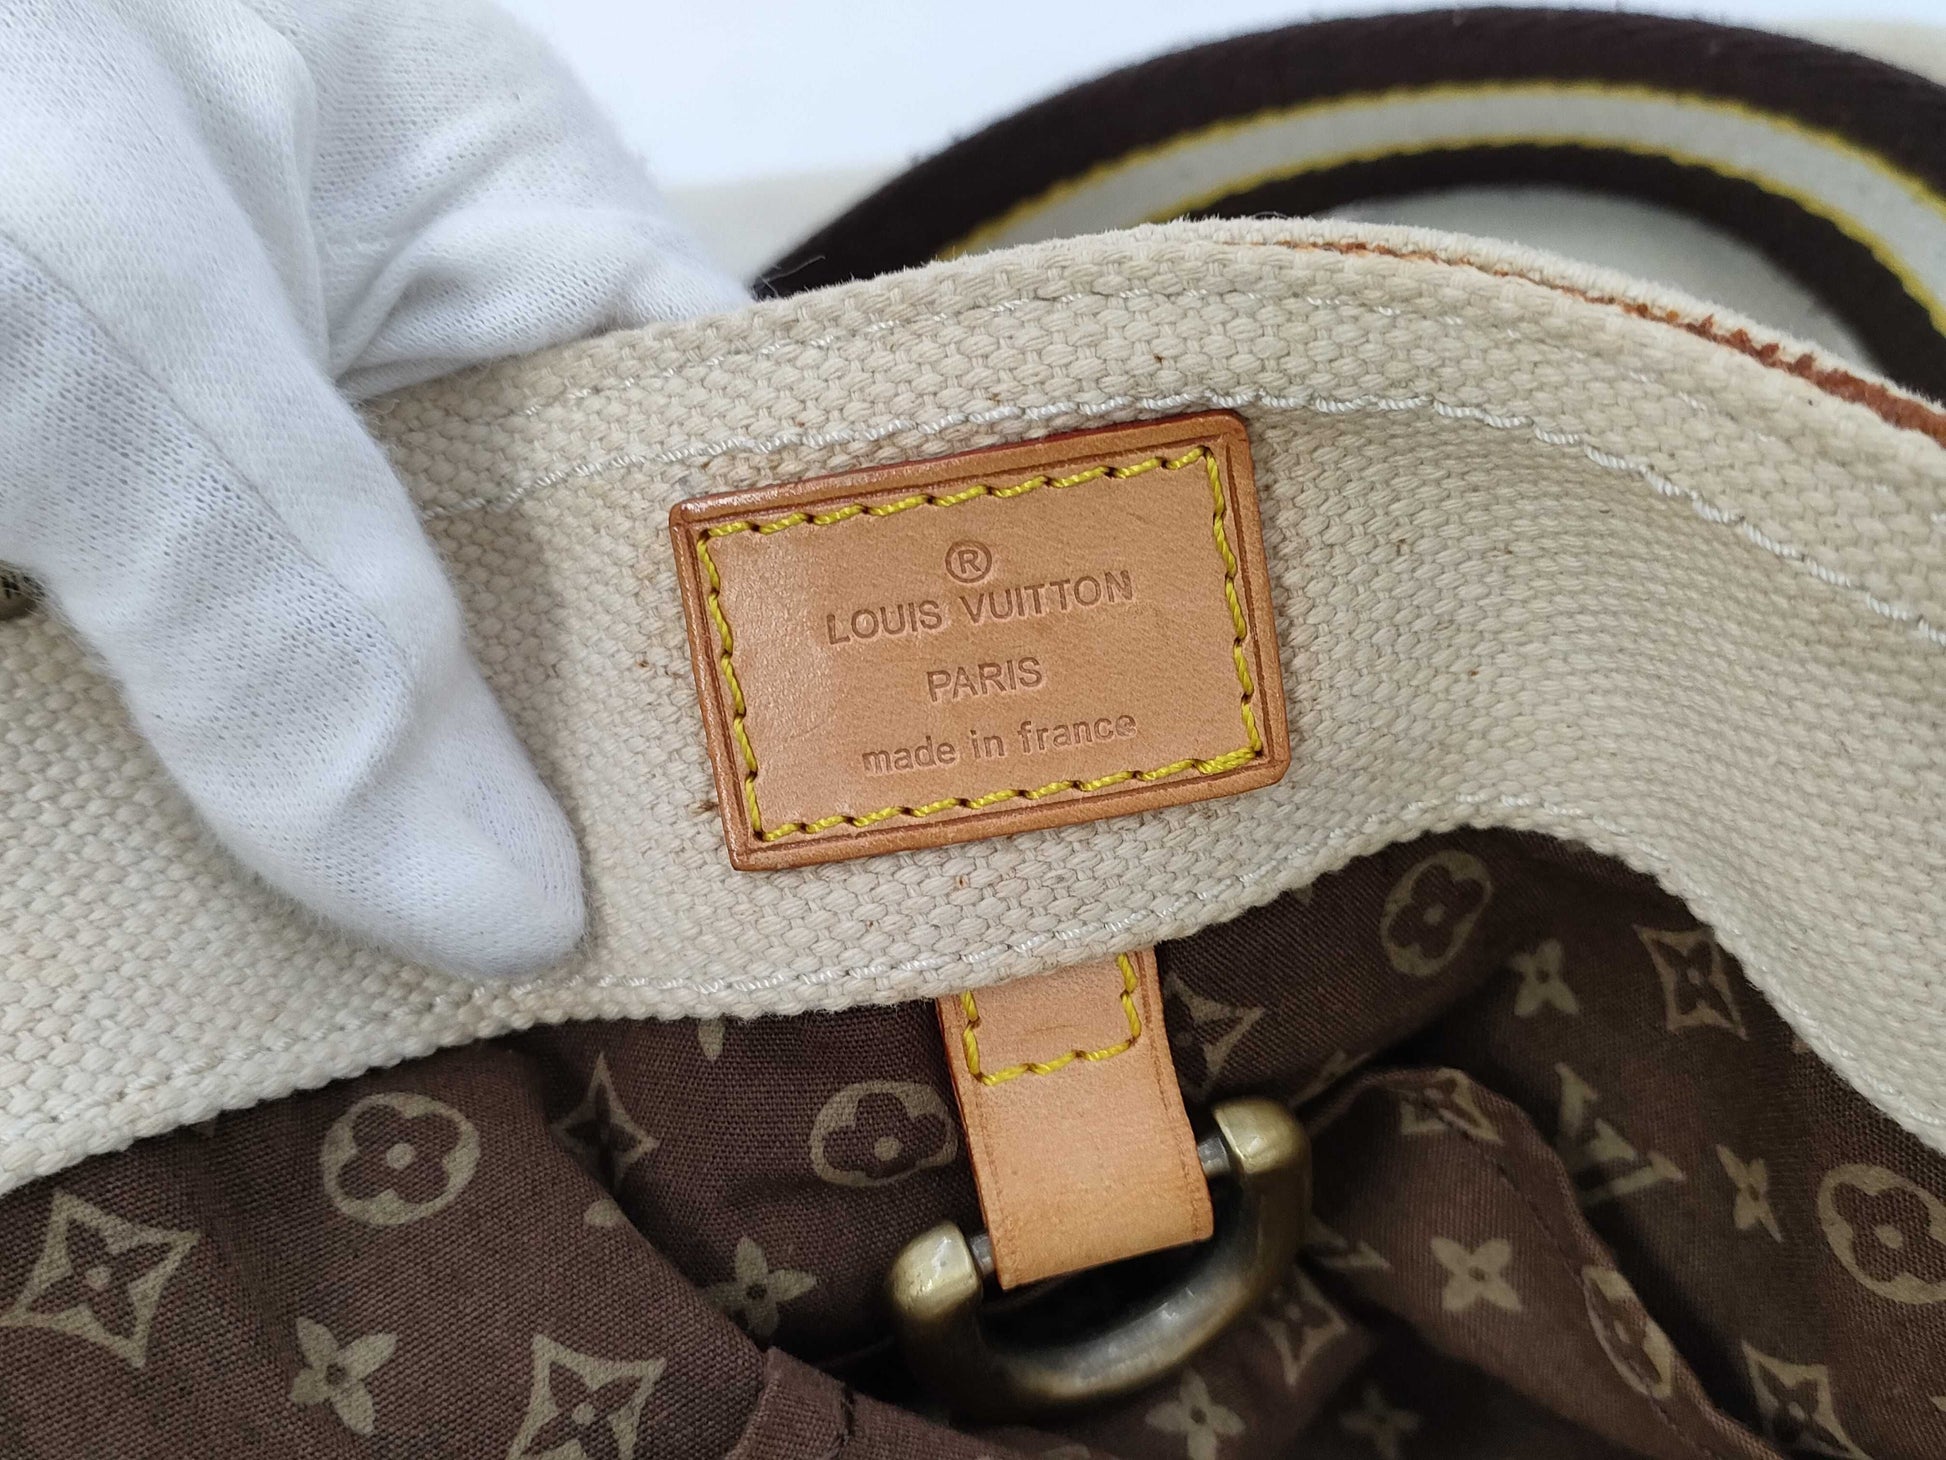 ®
LOUIS VUITTON
PARIS
made in france